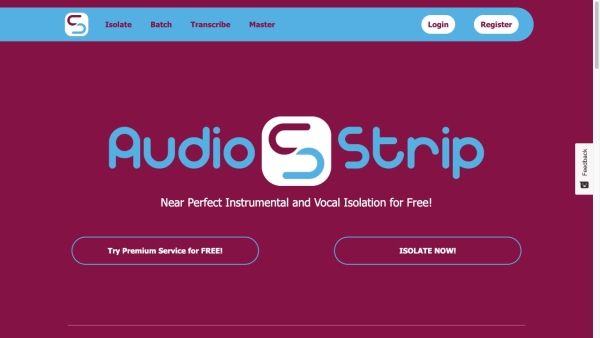 Isolate Batch Transcribe Master Login Register
Audio Strip
Near Perfect Instrumental and Vocal Isolation for Free!
Try Premium Service for FREE! ISOLATE NOW!
Feedback